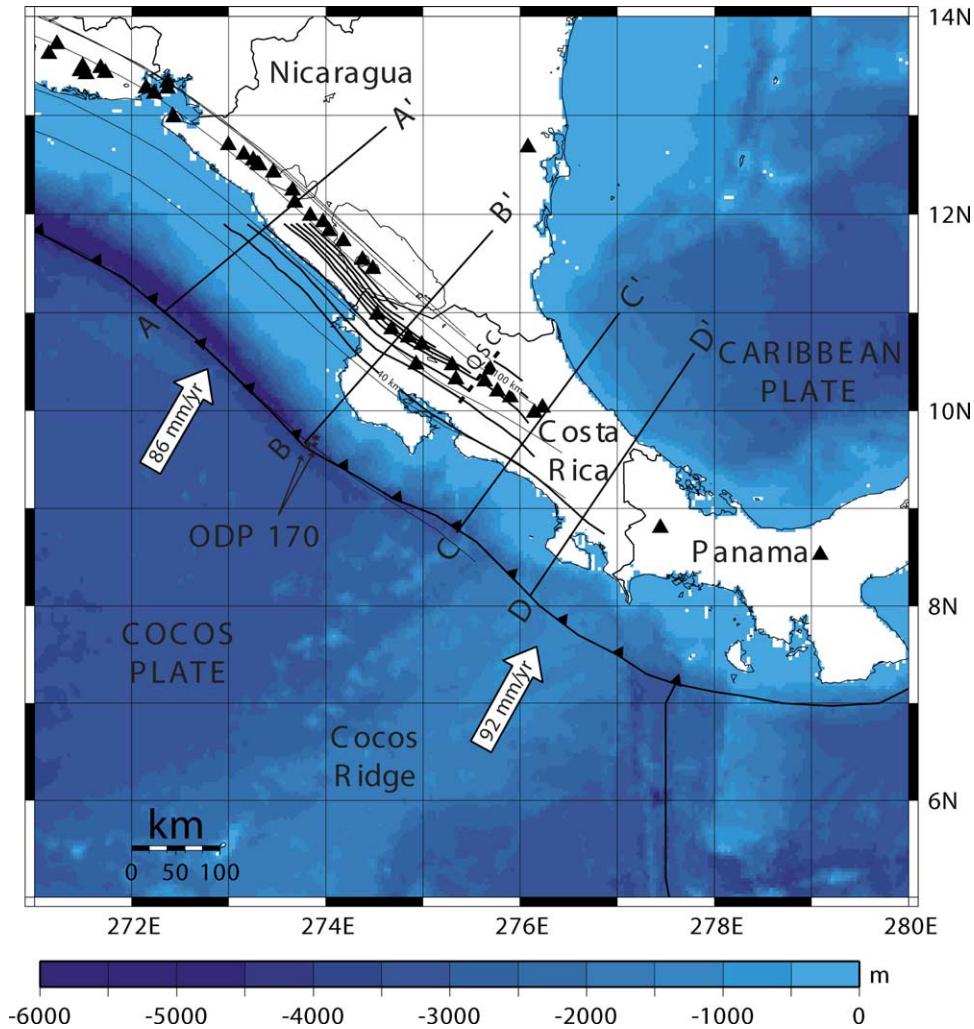 14N
Nicaragua
A'
B'
12N
C'
D'
A
QSC
CARIBBEAN
PLATE
100 km
40 km
86 mm/yr
10N
Costa
Rica
B
ODP 170
C
Panama
D
8N
COCOS
PLATE
92 mm/yr
Cocos
Ridge
6N
km
0 50 100
272E 274E 276E 278E 280E
m
-6000 -5000 -4000 -3000 -2000 -1000 0